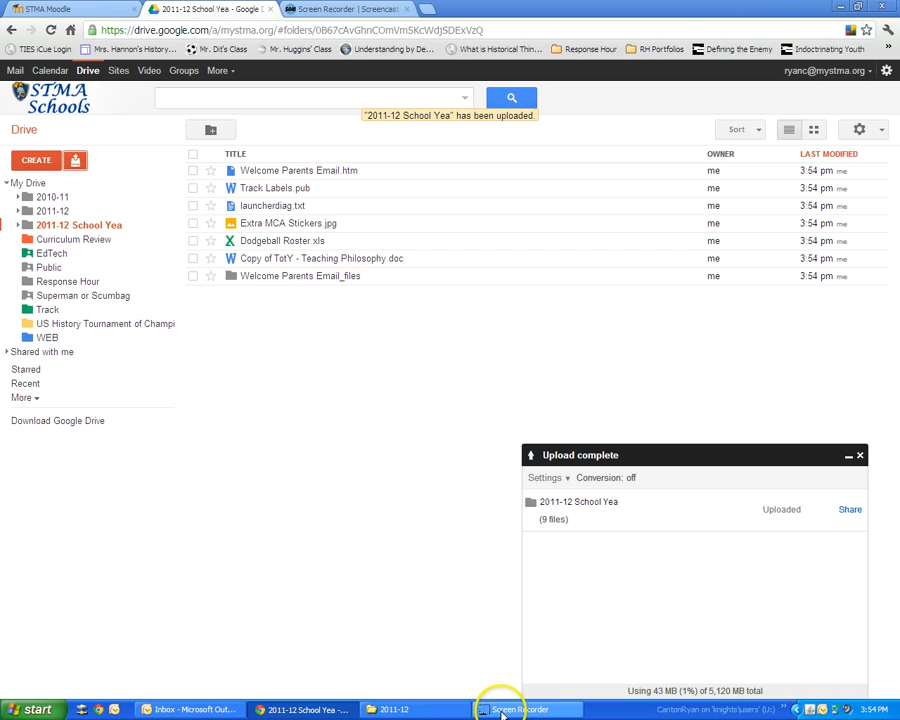 STMA Moodle
2011-12 School Yea - Google D
Screen Recorder | Screencast
https://drive.google.com/a/mystma.org/#folders/0B67cAvGhnCOmVm5KcWdjSDExVzQ
TIES iCue Login
Mrs. Hannon's History...
Mr. Dit's Class
Mr. Huggins' Class
Understanding by De...
What is Historical Thin...
Response Hour
RH Portfolios
Defining the Enemy
Indoctrinating Youth
Mail Calendar Drive Sites Video Groups More
ryanc@mystma.org
STMA
Schools
"2011-12 School Yea" has been uploaded.
Drive
Sort
CREATE
TITLE OWNER LAST MODIFIED
My Drive
2010-11
2011-12
2011-12 School Yea
Curriculum Review
EdTech
Public
Response Hour
Superman or Scumbag
Track
US History Tournament of Champi
WEB
Shared with me
Starred
Recent
More
Download Google Drive
Welcome Parents Email.htm me 3:54 pm me
Track Labels.pub me 3:54 pm me
launcherdiag.txt me 3:54 pm me
Extra MCA Stickers.jpg me 3:54 pm me
Dodgeball Roster.xls me 3:54 pm me
Copy of TotY - Teaching Philosophy.doc me 3:54 pm me
Welcome Parents Email_files me 3:54 pm me
Upload complete
Settings Conversion: off
2011-12 School Yea
(9 files)
Uploaded Share
Using 43 MB (1%) of 5,120 MB total
start
Inbox - Microsoft Out...
2011-12 School Yea -...
2011-12
Screen Recorder
CantonRyan on 'knights\users' (U:)
3:54 PM